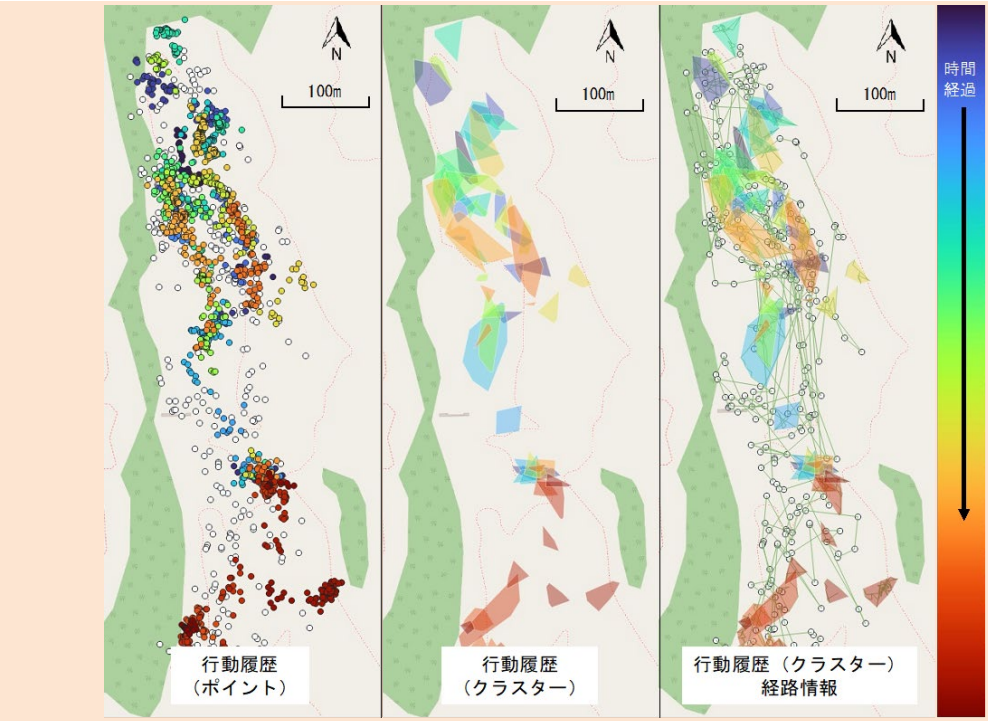 N
100m
行動履歴
（ポイント）
N
100m
行動履歴
（クラスター）
N
100m
行動履歴（クラスター）
経路情報
時間
経過